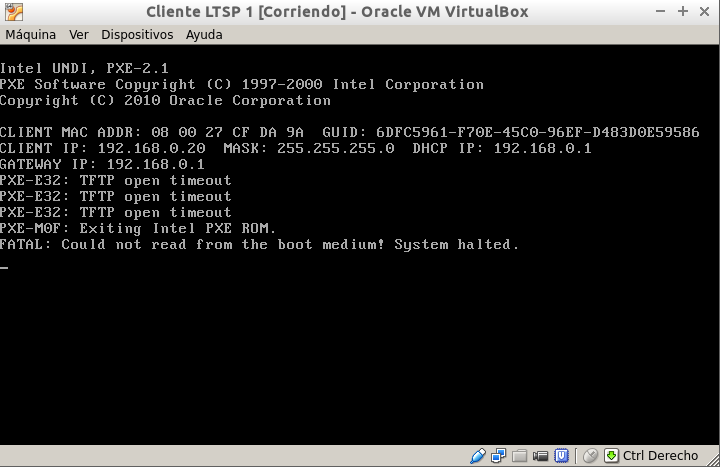 Cliente LTSP 1 [Corriendo] - Oracle VM VirtualBox
Máquina Ver Dispositivos Ayuda
Intel UNDI, PXE-2.1
PXE Software Copyright (C) 1997-2000 Intel Corporation
Copyright (C) 2010 Oracle Corporation
CLIENT MAC ADDR: 08 00 27 CF DA 9A  GUID: 6DFC5961-F70E-45C0-96EF-D483D0E59586
CLIENT IP: 192.168.0.20  MASK: 255.255.255.0  DHCP IP: 192.168.0.1
GATEWAY IP: 192.168.0.1
PXE-E32: TFTP open timeout
PXE-E32: TFTP open timeout
PXE-E32: TFTP open timeout
PXE-M0F: Exiting Intel PXE ROM.
FATAL: Could not read from the boot medium! System halted.
Ctrl Derecho